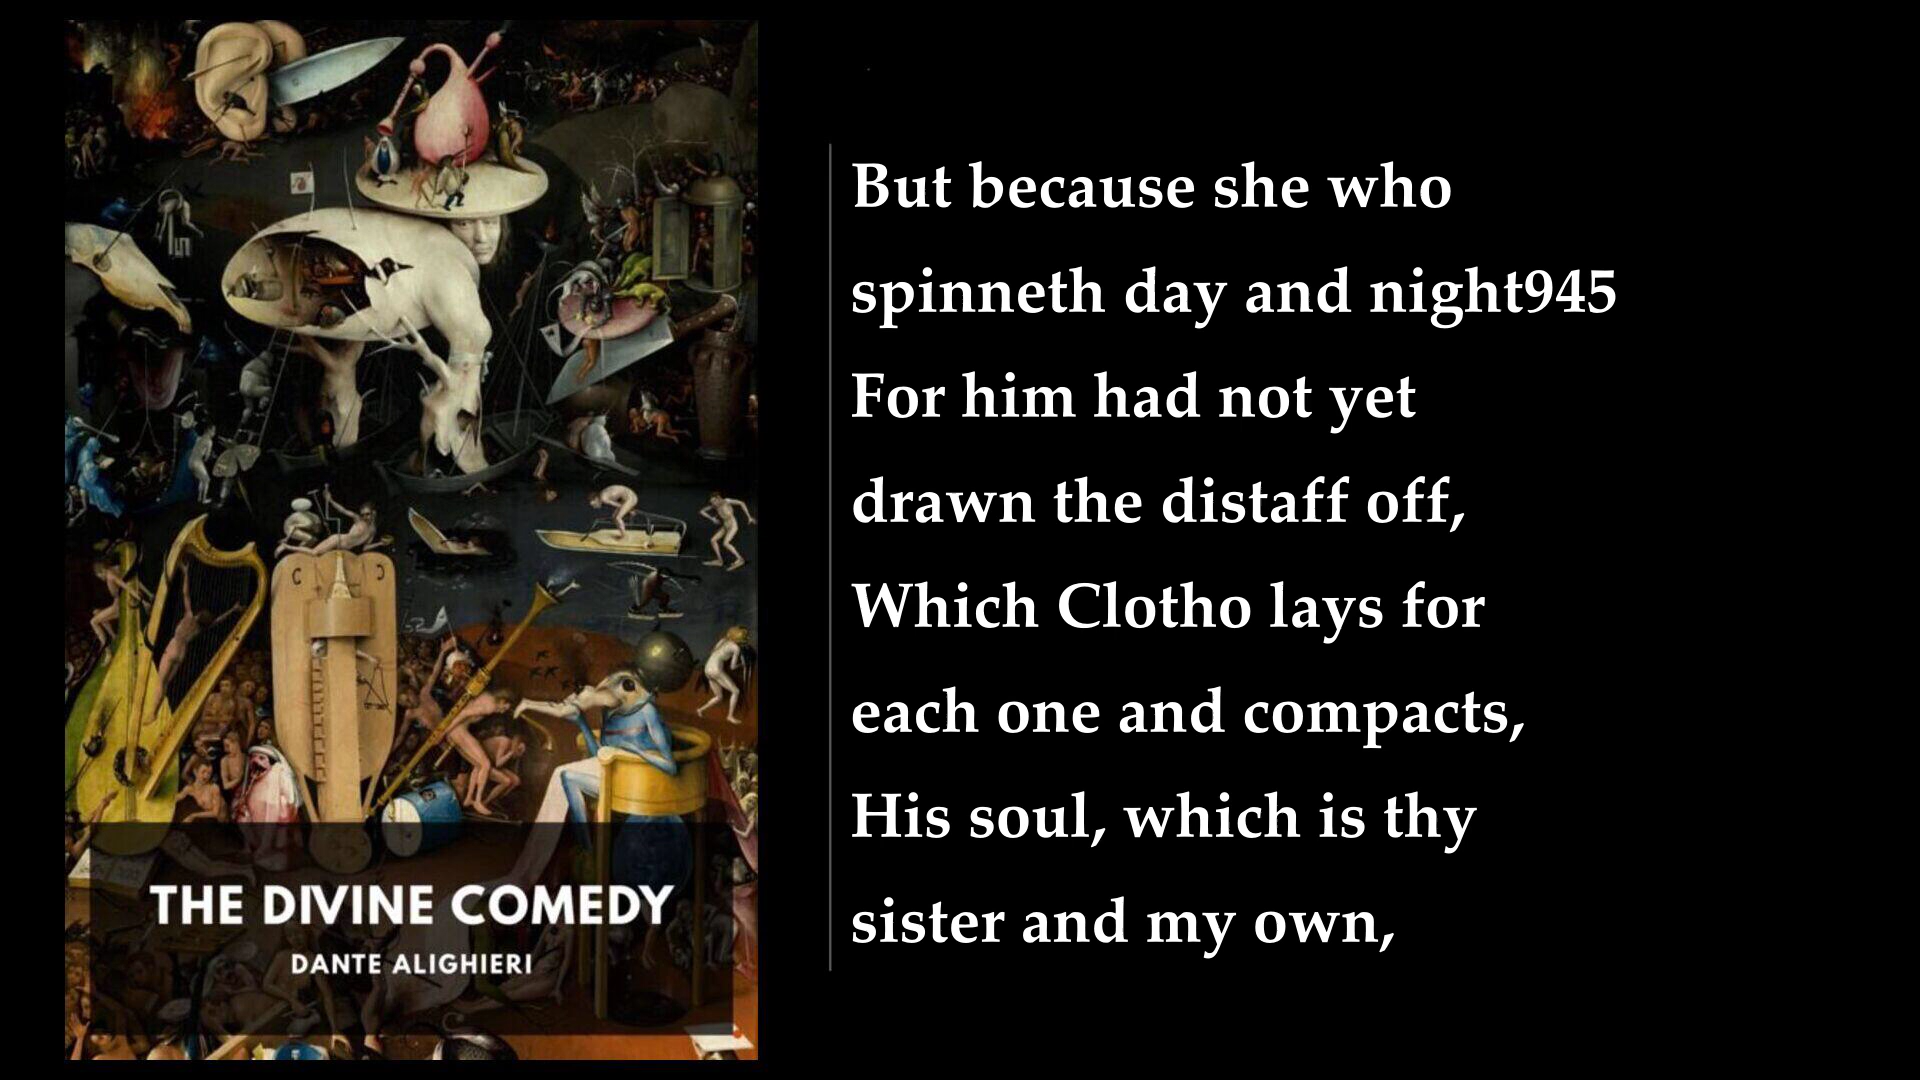 THE DIVINE COMEDY
DANTE ALIGHIERI
But because she who
spinneth day and night945
For him had not yet
drawn the distaff off,
Which Clotho lays for
each one and compacts,
His soul, which is thy
sister and my own,